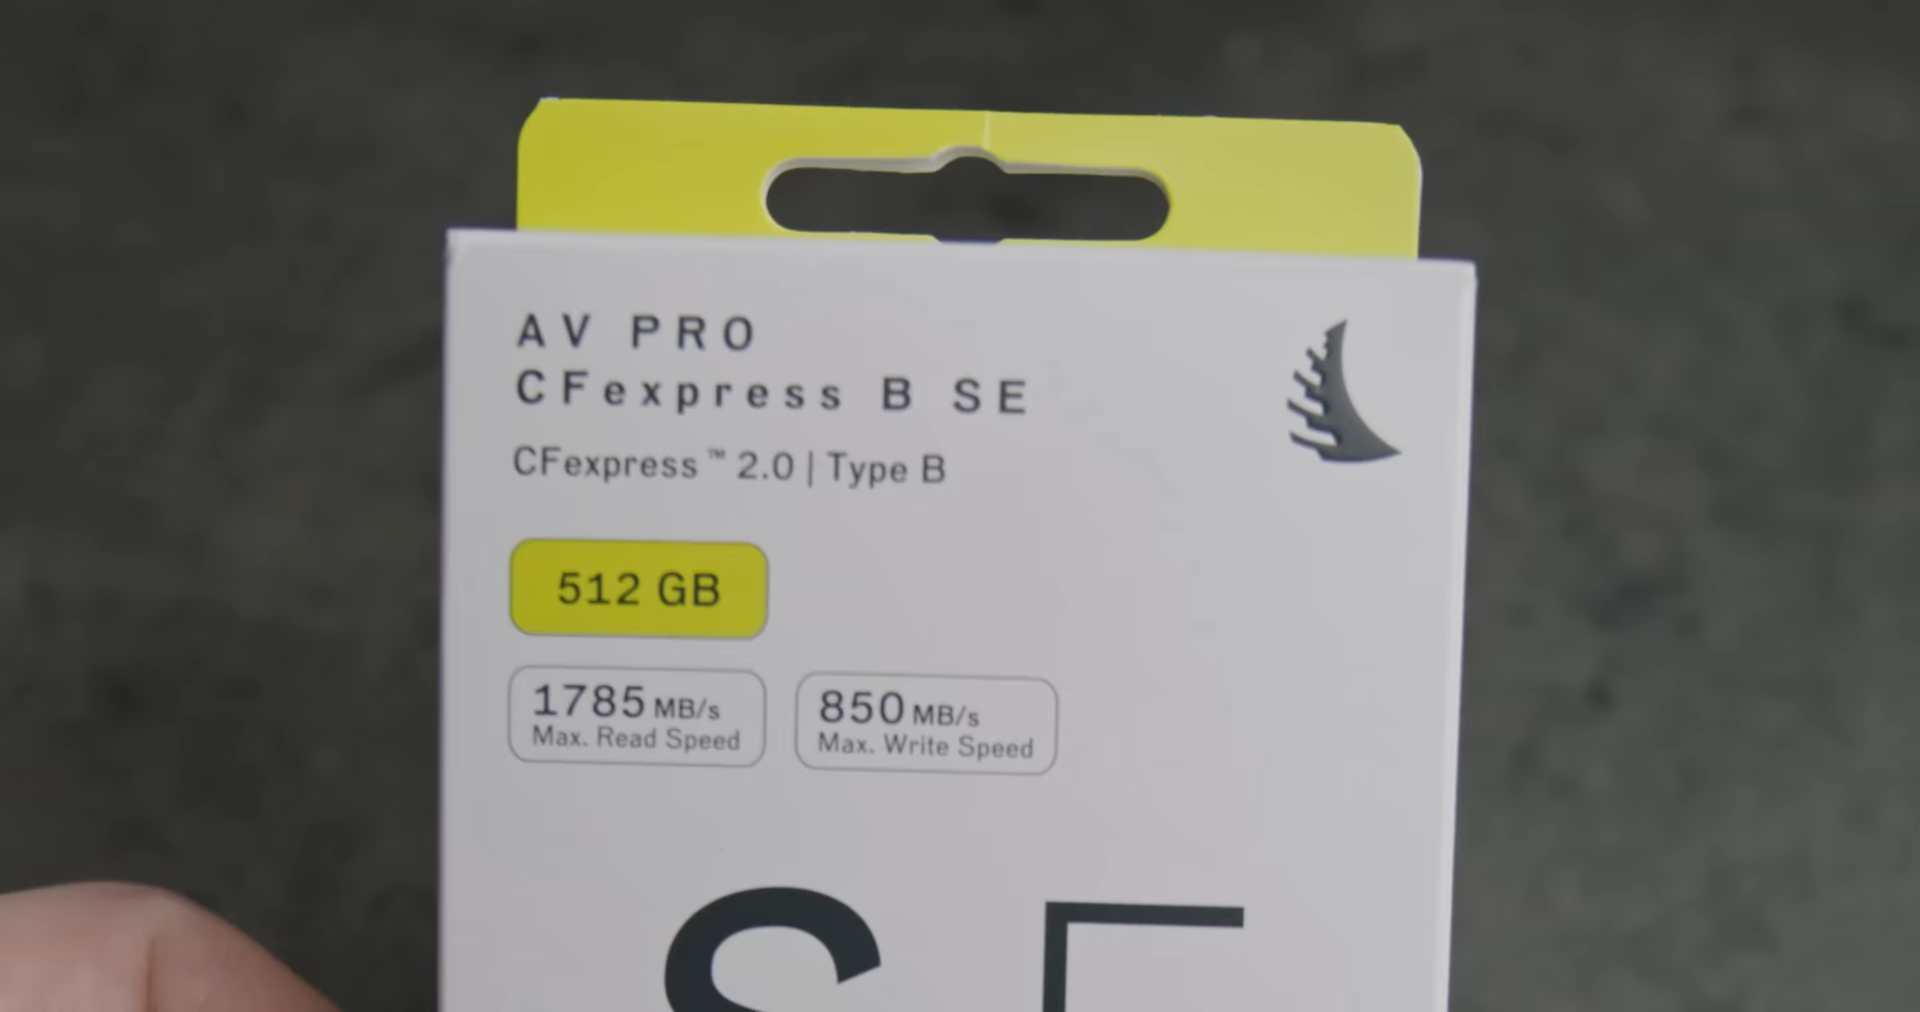 AV PRO
CFexpress B SE
CFexpress™ 2.0 | Type B
512 GB
1785 MB/s
Max. Read Speed
850 MB/s
Max. Write Speed
SE